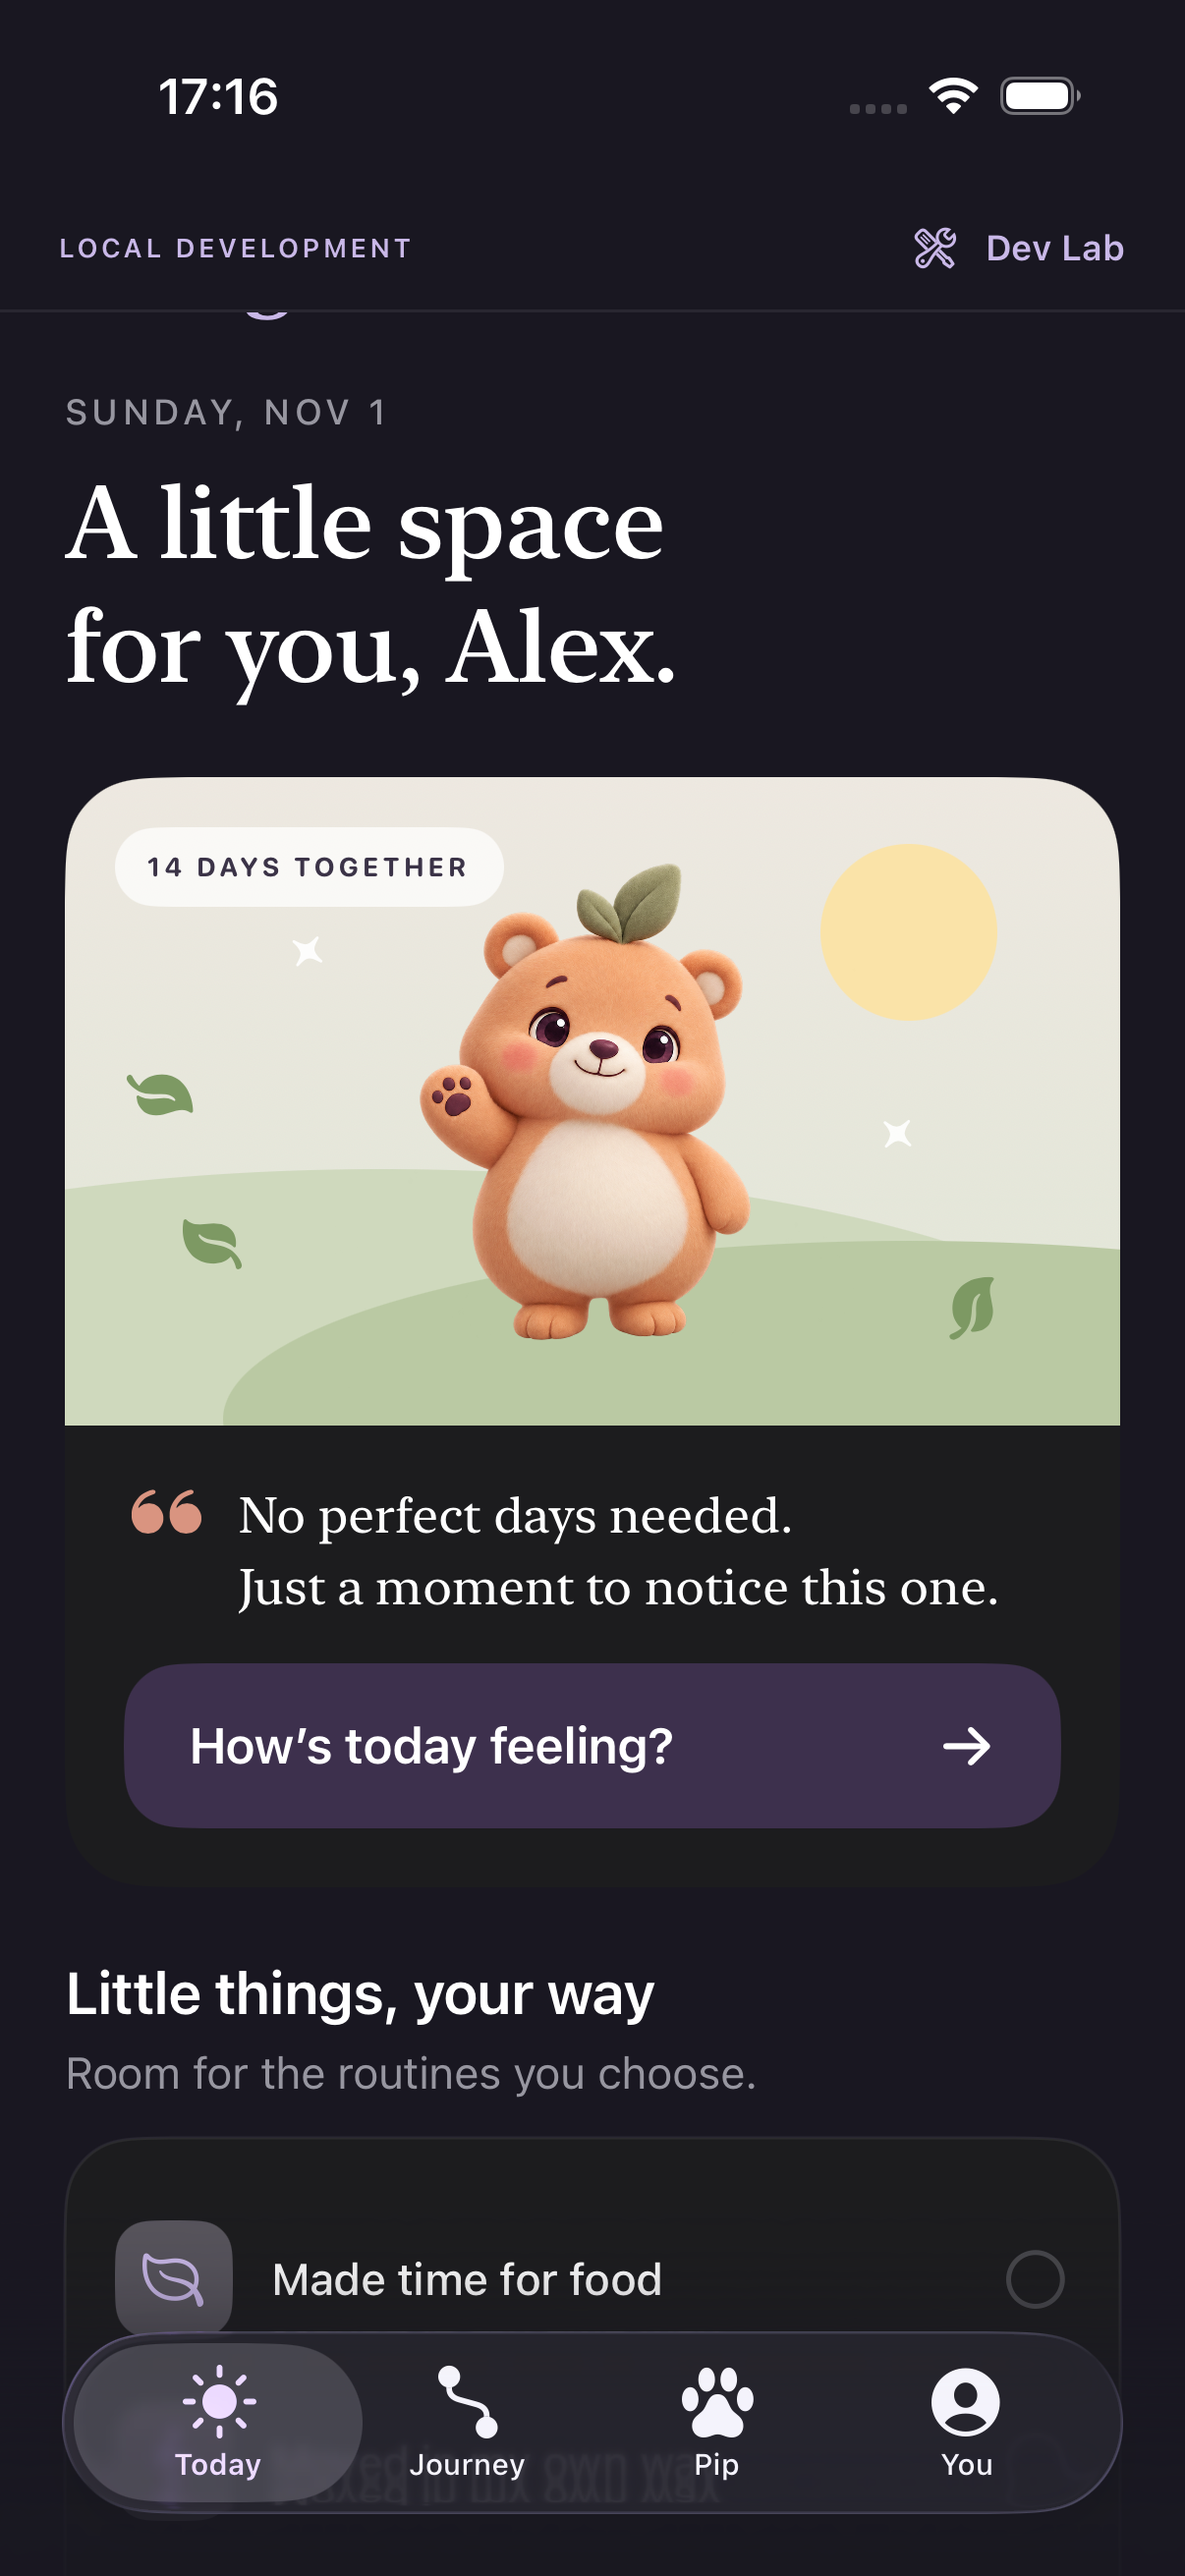 17:16
LOCAL DEVELOPMENT
Dev Lab
SUNDAY, NOV 1
A little space
for you, Alex.
14 DAYS TOGETHER
No perfect days needed.
Just a moment to notice this one.
How’s today feeling?
Little things, your way
Room for the routines you choose.
Made time for food
Today
Journey
Pip
You